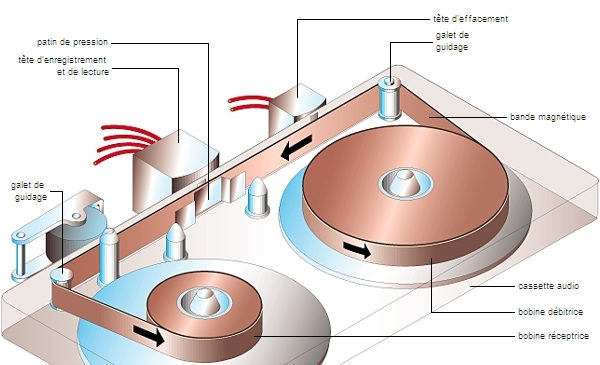 tête d'effacement
galet de
guidage
patin de pression
tête d'enregistrement
et de lecture
bande magnétique
galet de
guidage
cassette audio
bobine débitrice
bobine réceptrice